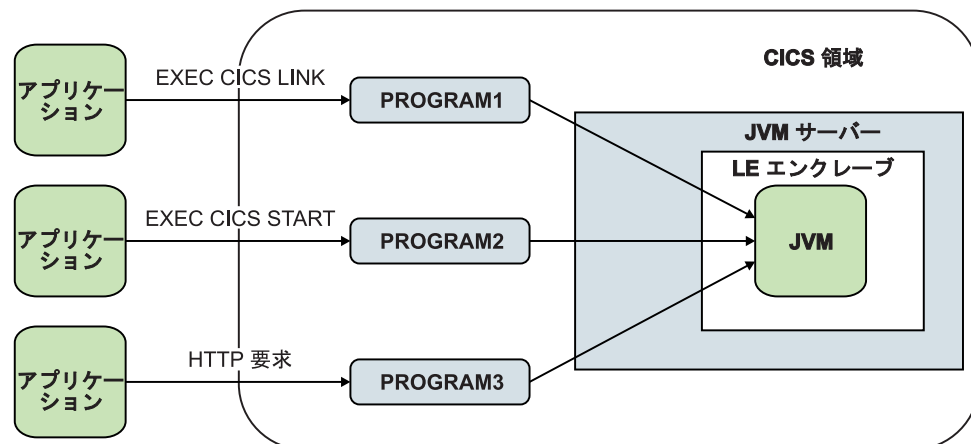 CICS 領域
アプリケー
ション
EXEC CICS LINK
PROGRAM1
JVM サーバー
LE エンクレーブ
アプリケー
ション
EXEC CICS START
PROGRAM2
JVM
アプリケー
ション
HTTP 要求
PROGRAM3